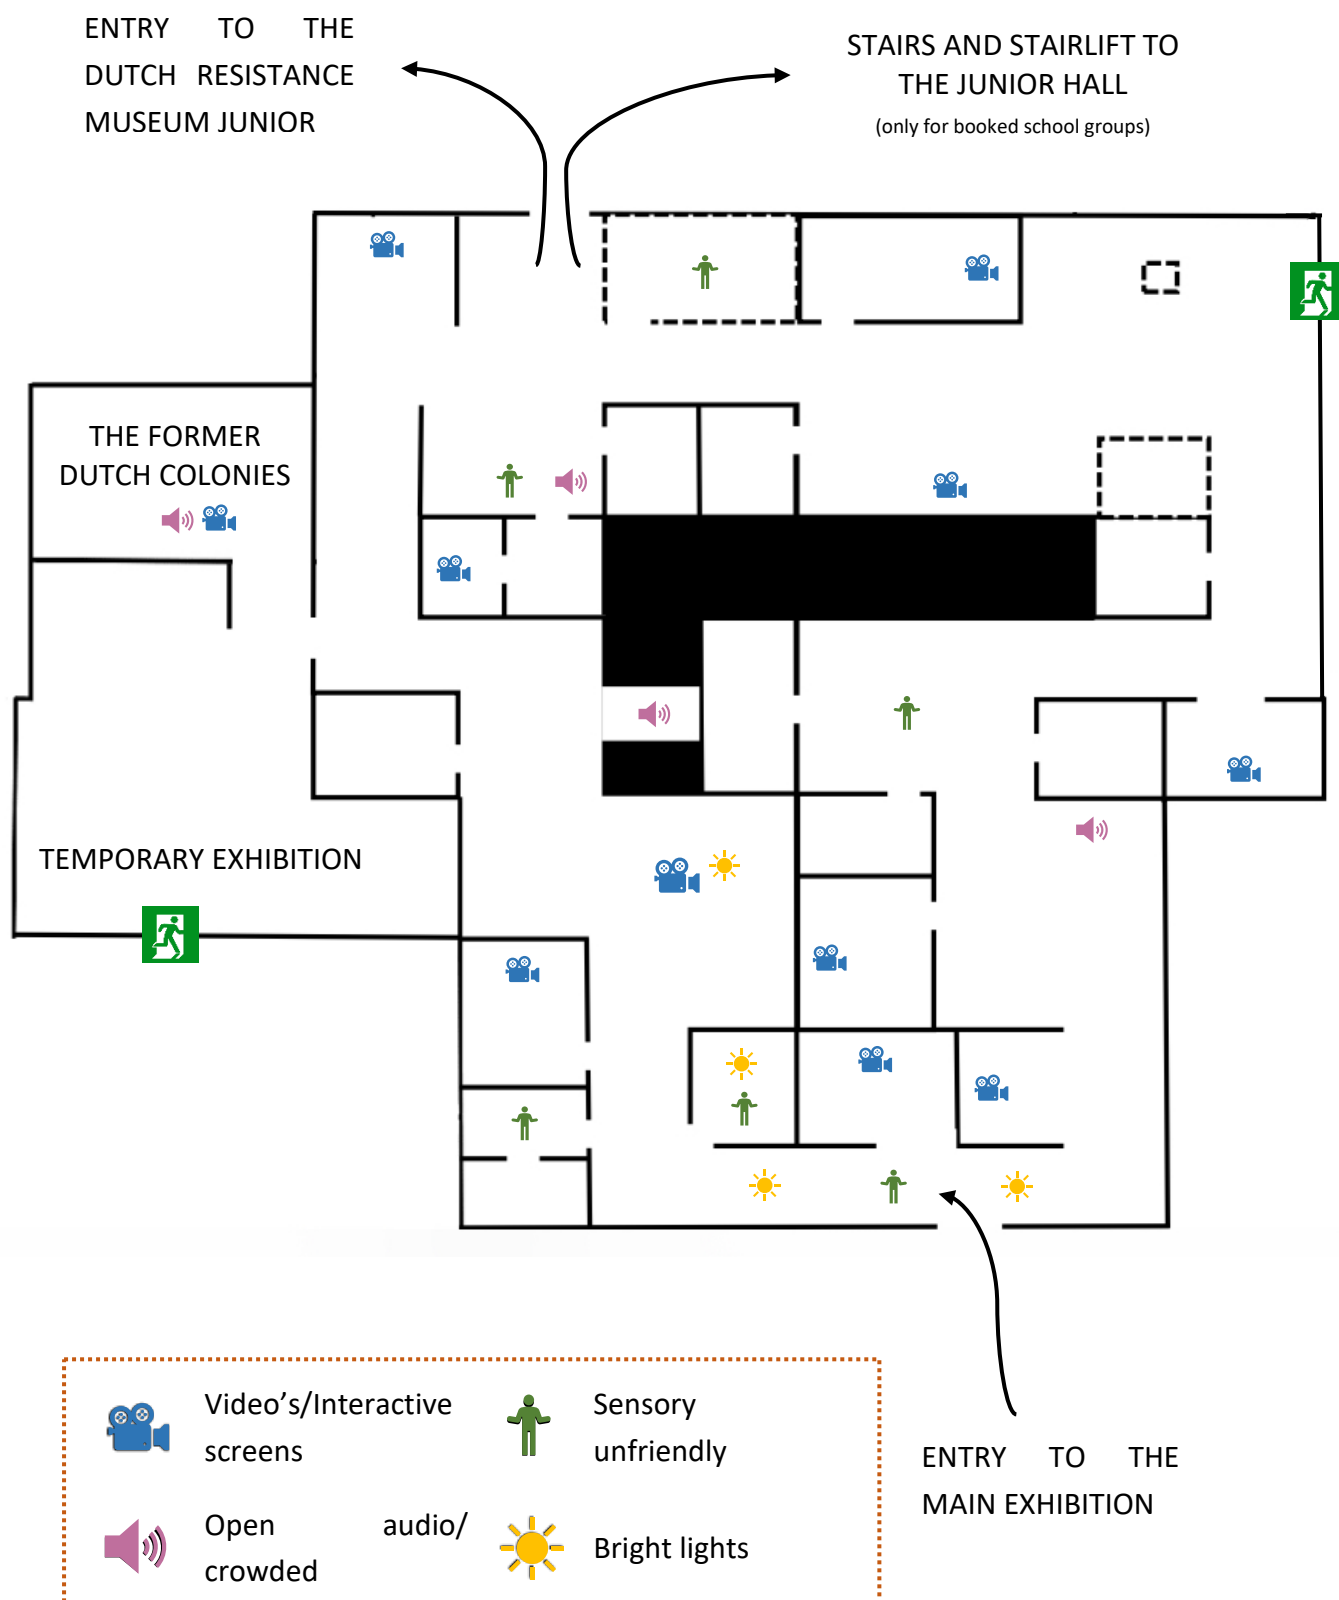 ENTRY TO THE
DUTCH RESISTANCE
MUSEUM JUNIOR
STAIRS AND STAIRLIFT TO
THE JUNIOR HALL
(only for booked school groups)
THE FORMER
DUTCH COLONIES
TEMPORARY EXHIBITION
Video's/Interactive
screens
Sensory
unfriendly
Open audio/
crowded
Bright lights
ENTRY TO THE
MAIN EXHIBITION